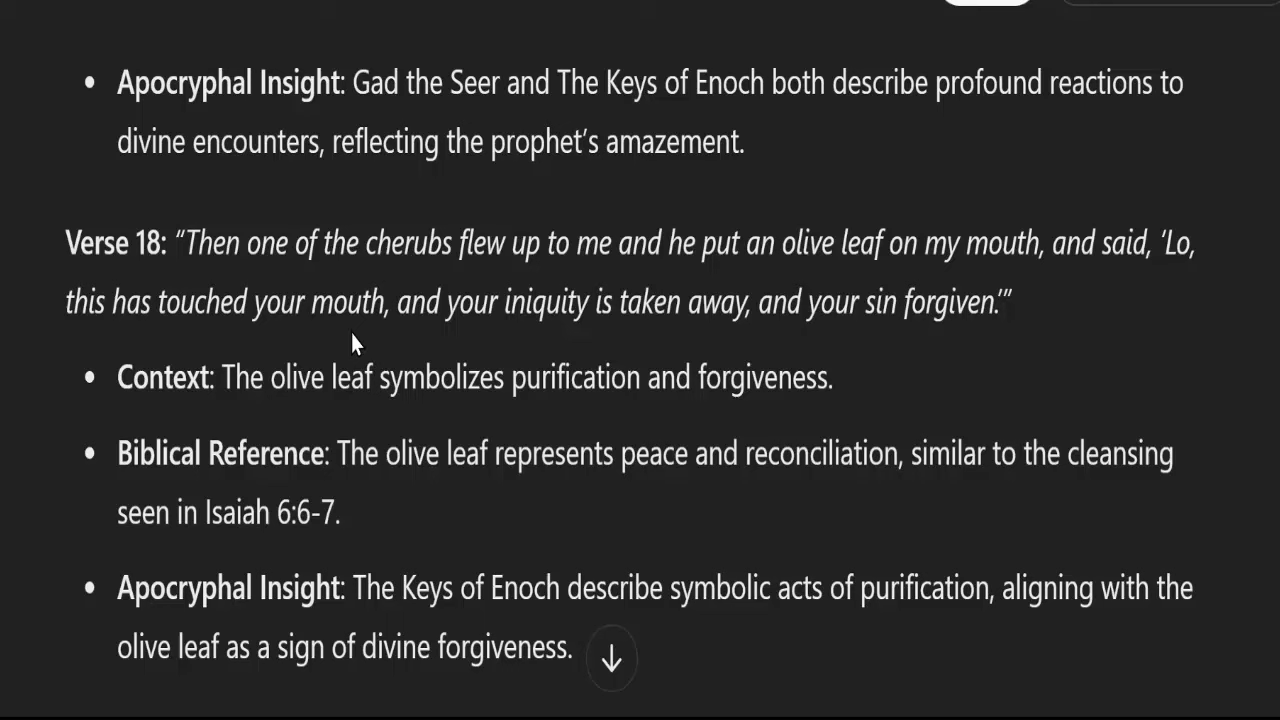 • Apocryphal Insight: Gad the Seer and The Keys of Enoch both describe profound reactions to
divine encounters, reflecting the prophet’s amazement.
Verse 18: “Then one of the cherubs flew up to me and he put an olive leaf on my mouth, and said, ‘Lo,
this has touched your mouth, and your iniquity is taken away, and your sin forgiven.’”
• Context: The olive leaf symbolizes purification and forgiveness.
• Biblical Reference: The olive leaf represents peace and reconciliation, similar to the cleansing
seen in Isaiah 6:6-7.
• Apocryphal Insight: The Keys of Enoch describe symbolic acts of purification, aligning with the
olive leaf as a sign of divine forgiveness.